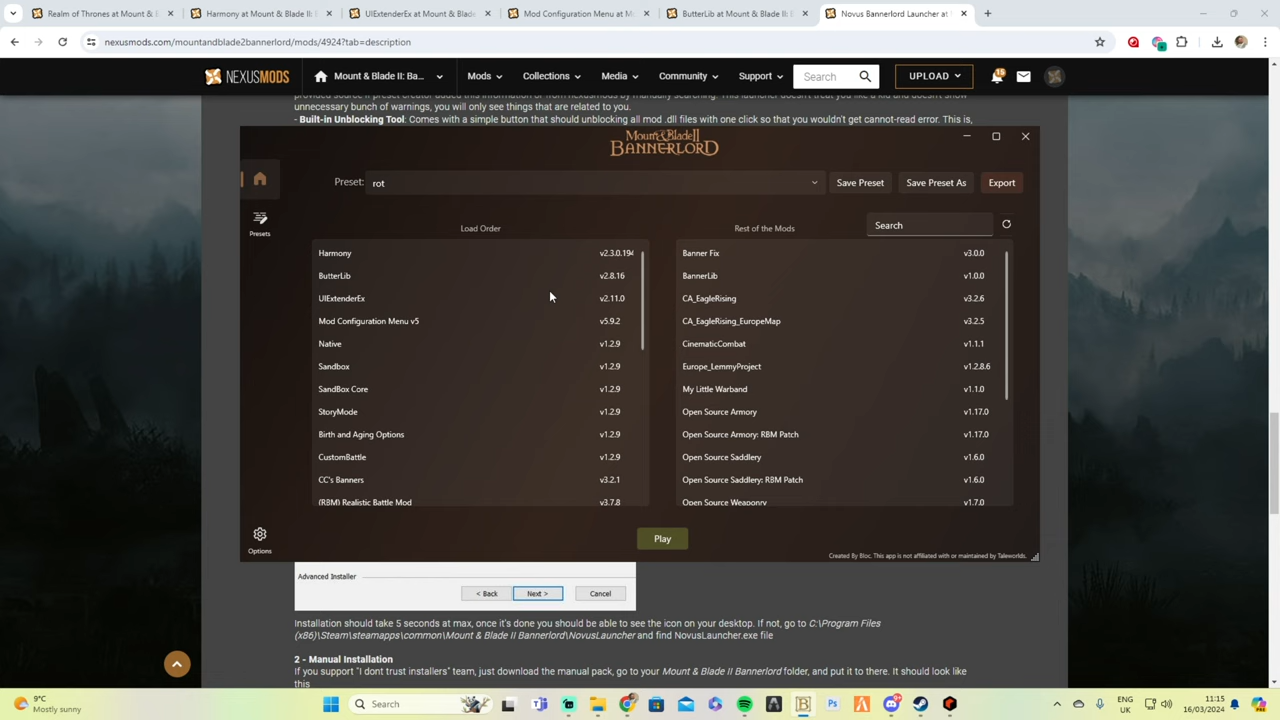 Realm of Thrones at Mount &
Harmony at Mount & Blade II: Ba
UIExtenderEx at Mount & Blade
Mod Configuration Menu at Mo
ButterLib at Mount & Blade II: Ba
Novus Bannerlord Launcher at
nexusmods.com/mountandblade2bannerlord/mods/4924?tab=description
NEXUSMODS
Mount & Blade II: Ba...
Mods
Collections
Media
Community
Support
Search
UPLOAD
unnecessary bunch of warnings, you will only see things that are related to you.
- Built-in Unblocking Tool: Comes with a simple button that should unblocking all mod .dll files with one click so that you wouldn't get cannot-read error. This is,
Mount & Blade II
BANNERLORD
Preset: rot
Save Preset
Save Preset As
Export
Presets
Load Order
Rest of the Mods
Search
Harmony v2.3.0.194
Banner Fix v3.0.0
ButterLib v2.8.16
BannerLib v1.0.0
UIExtenderEx v2.11.0
CA_EagleRising v3.2.6
Mod Configuration Menu v5 v5.9.2
CA_EagleRising_EuropeMap v3.2.5
Native v1.2.9
CinematicCombat v1.1.1
Sandbox v1.2.9
Europe_LemmyProject v1.2.8.6
SandBox Core v1.2.9
My Little Warband v1.1.0
StoryMode v1.2.9
Open Source Armory v1.17.0
Birth and Aging Options v1.2.9
Open Source Armory: RBM Patch v1.17.0
CustomBattle v1.2.9
Open Source Saddlery v1.6.0
CC's Banners v3.2.1
Open Source Saddlery: RBM Patch v1.6.0
(RBM) Realistic Battle Mod v3.7.8
Open Source Weaponry v1.7.0
Options
Play
Created By Bloc. This app is not affiliated with or maintained by Taleworlds.
Advanced Installer
< Back
Next >
Cancel
Installation should take 5 seconds at max, once it's done you should be able to see the icon on your desktop. If not, go to C:\Program Files
(x86)\Steam\steamapps\common\Mount & Blade II Bannerlord\NovusLauncher and find NovusLauncher.exe file
2 - Manual Installation
If you support "I dont trust installers" team, just download the manual pack, go to your Mount & Blade II Bannerlord folder, and put it to there. It should look like
this
9°C
Mostly sunny
Search
ENG
UK
11:15
16/03/2024